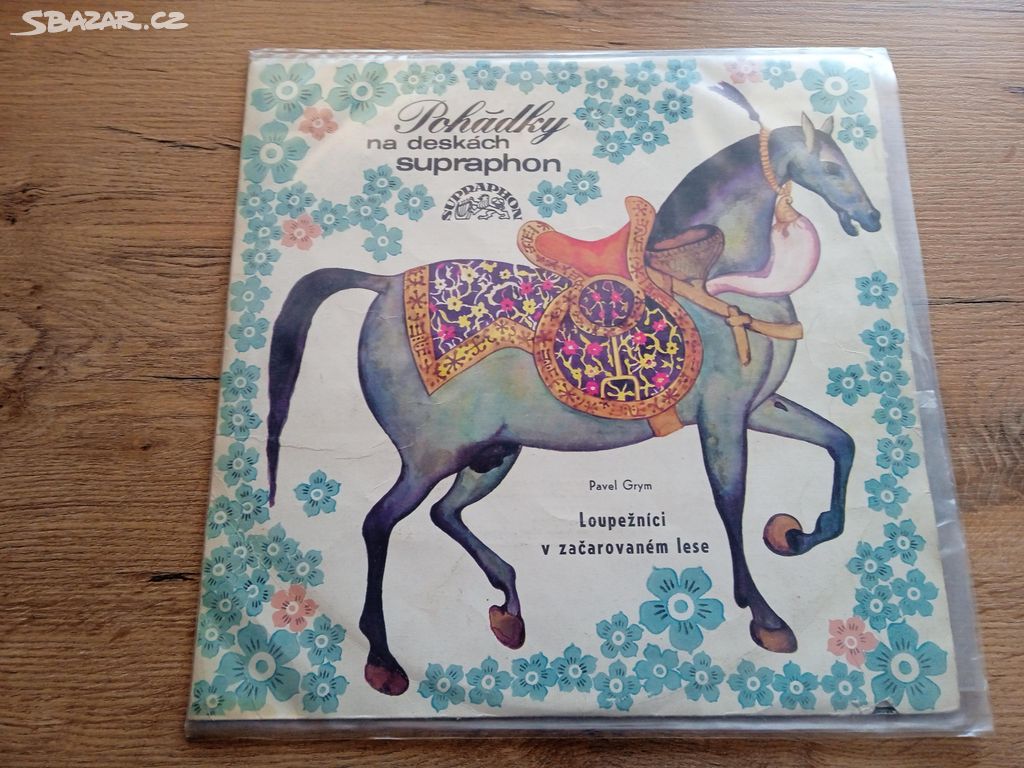 SBAZAR.CZ
Pohádky
na deskách
supraphon
SUPRAPHON
Pavel Grym
Loupežníci
v začarovaném lese